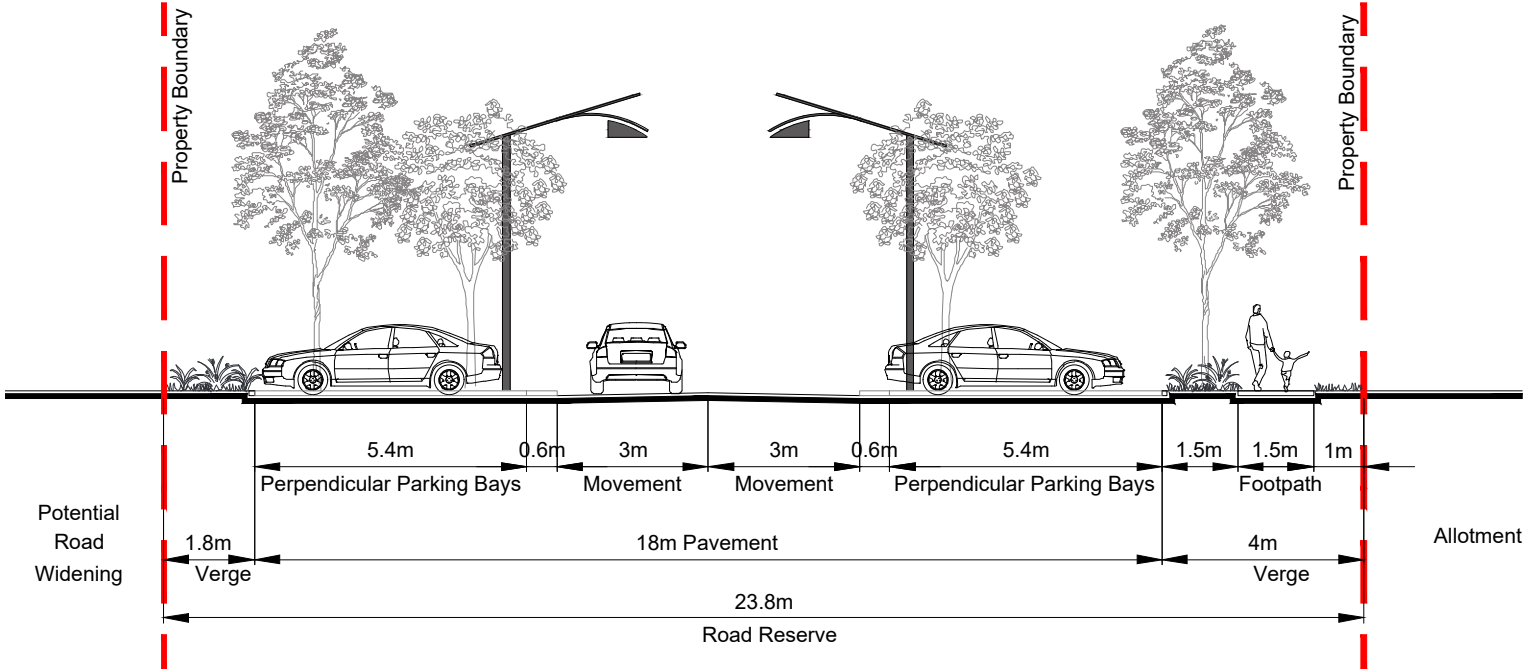 Property Boundary
Property Boundary
5.4m
0.6m
3m
3m
0.6m
5.4m
1.5m
1.5m
1m
Perpendicular Parking Bays
Movement
Movement
Perpendicular Parking Bays
Footpath
Potential
Road
Widening
1.8m
Verge
18m Pavement
4m
Verge
Allotment
23.8m
Road Reserve